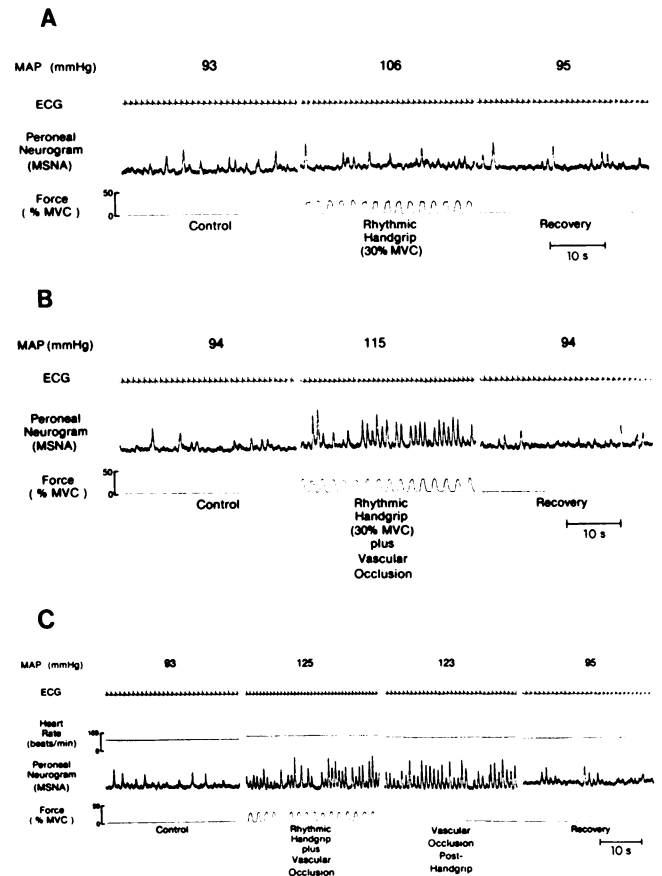 A
MAP (mmHg) 93 106 95
ECG
Peroneal
Neurogram
(MSNA)
Force
( % MVC )
50
0
Control
Rhythmic
Handgrip
(30% MVC)
Recovery
10 s
B
MAP (mmHg) 94 115 94
ECG
Peroneal
Neurogram
(MSNA)
Force
( % MVC )
50
0
Control
Rhythmic
Handgrip
(30% MVC)
plus
Vascular
Occlusion
Recovery
10 s
C
MAP (mmHg) 93 125 123 95
ECG
Heart
Rate
(beats/min)
100
0
Peroneal
Neurogram
(MSNA)
Force
( % MVC )
50
0
Control
Rhythmic
Handgrip
plus
Vascular
Occlusion
Vascular
Occlusion
Post-
Handgrip
Recovery
10 s